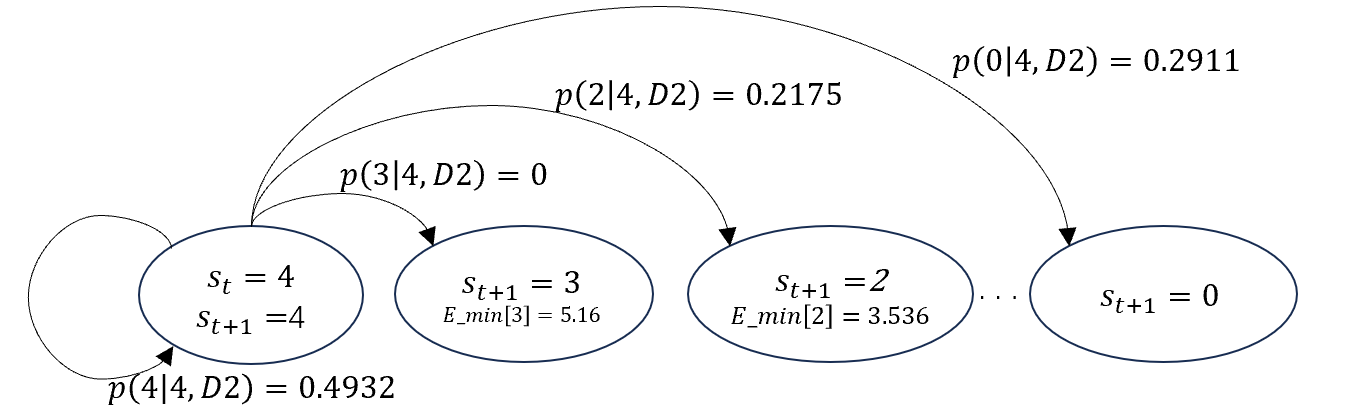 p(0|4, D2) = 0.2911
p(2|4, D2) = 0.2175
p(3|4, D2) = 0
s_t = 4
s_{t+1} =4
s_{t+1} = 3
E_min[3] = 5.16
s_{t+1} =2
E_min[2] = 3.536
. . .
s_{t+1} = 0
p(4|4, D2) = 0.4932